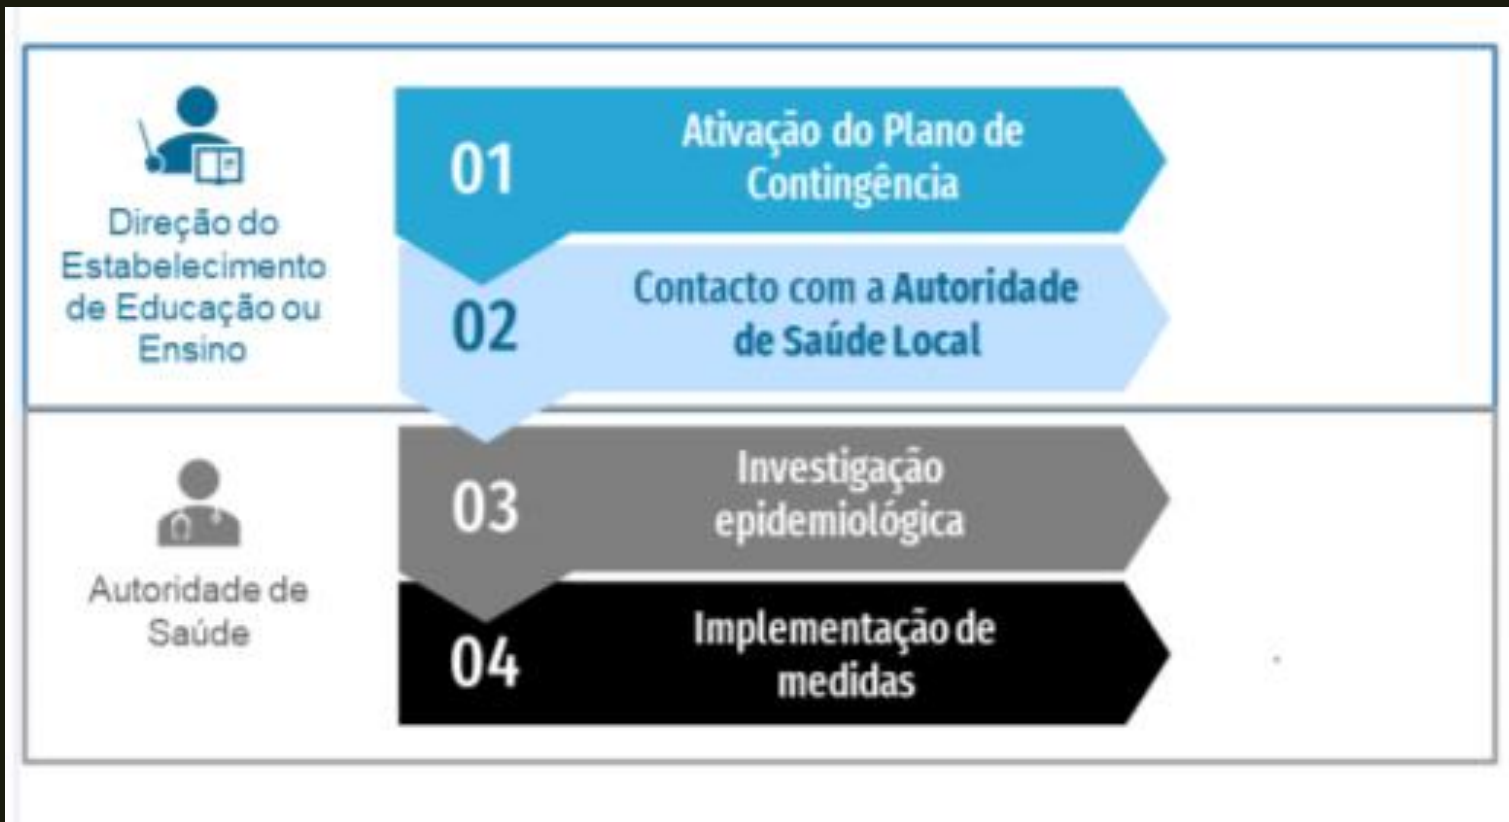 Direção do
Estabelecimento
de Educação ou
Ensino
01
Ativação do Plano de
Contingência
02
Contacto com a Autoridade
de Saúde Local
Autoridade de
Saúde
03
Investigação
epidemiológica
04
Implementação de
medidas